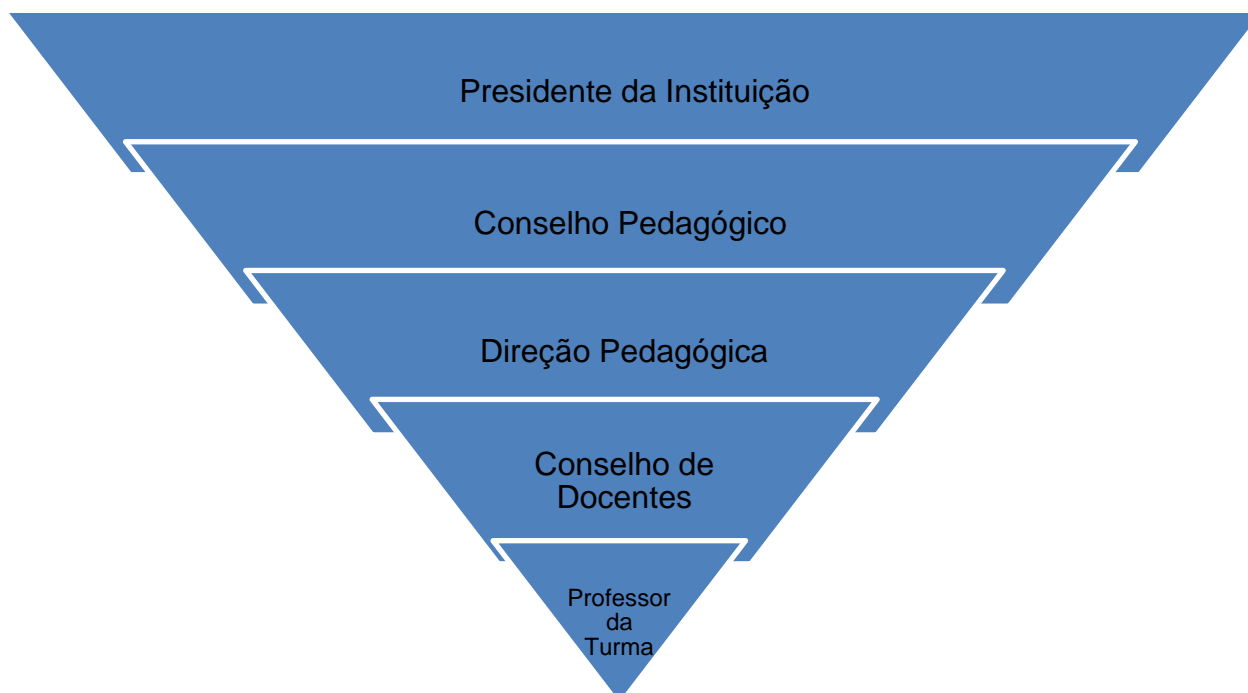 Presidente da Instituição
Conselho Pedagógico
Direção Pedagógica
Conselho de
Docentes
Professor
da
Turma